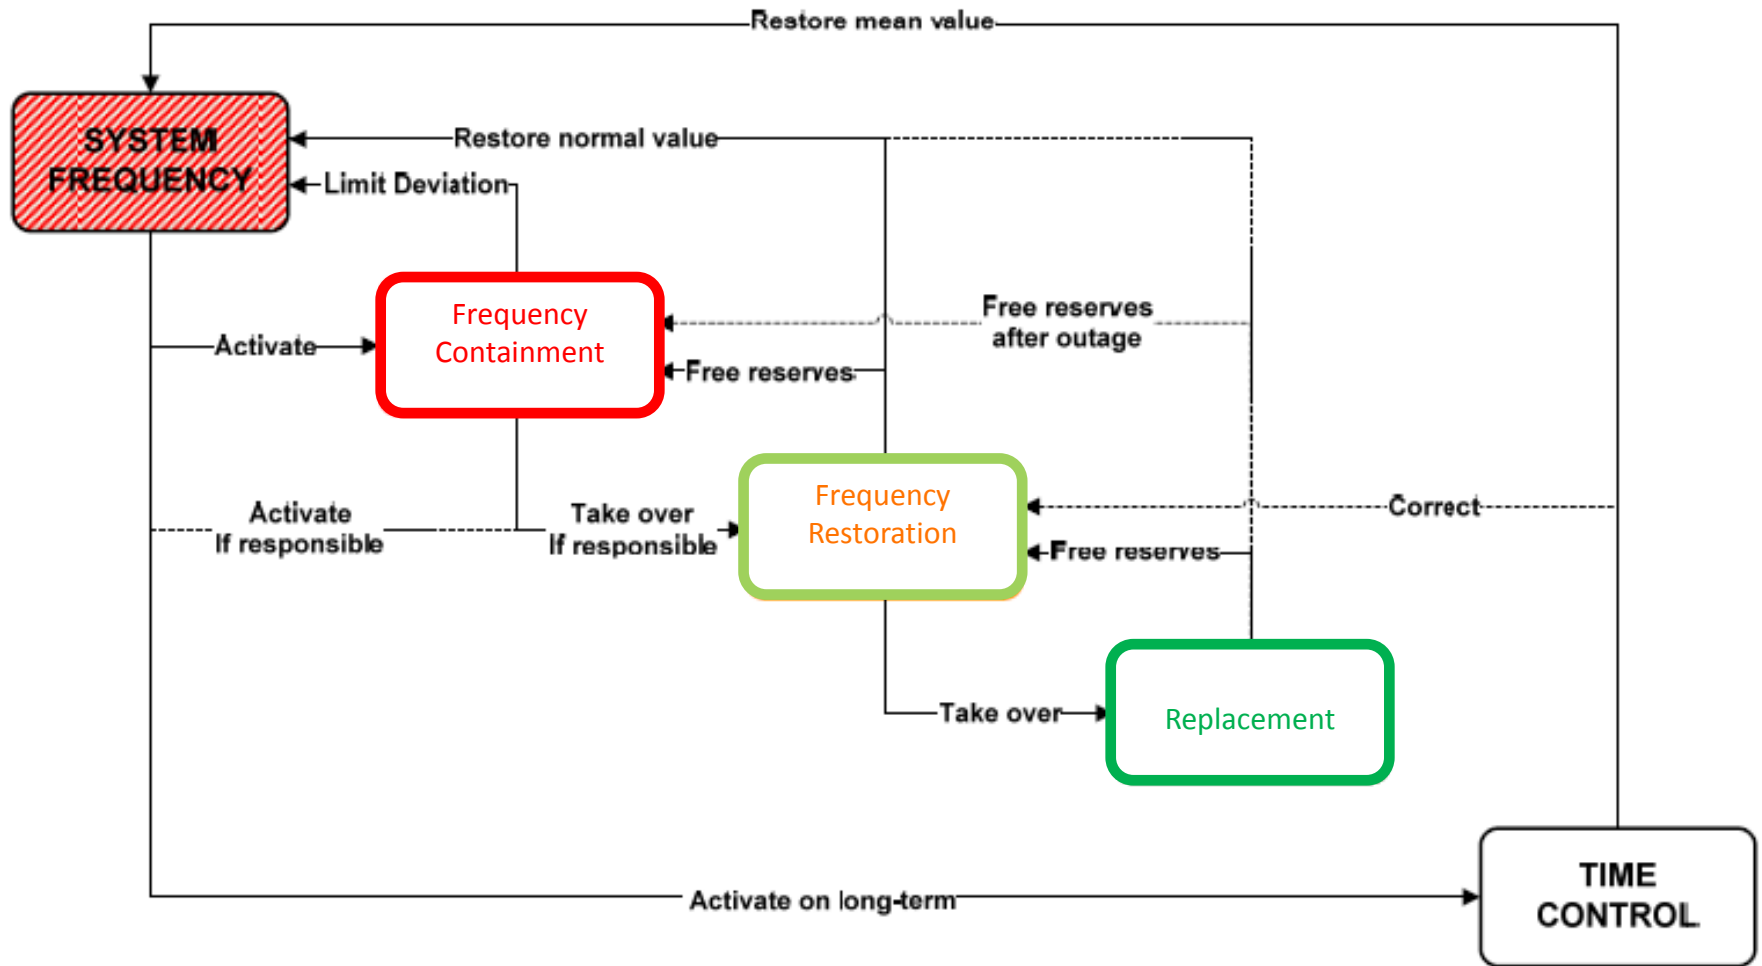 Restore mean value
SYSTEM
FREQUENCY
Restore normal value
Limit Deviation
Frequency
Containment
Free reserves
after outage
Activate
Free reserves
Frequency
Restoration
Activate
If responsible
Take over
If responsible
Correct
Free reserves
Take over
Replacement
Activate on long-term
TIME
CONTROL